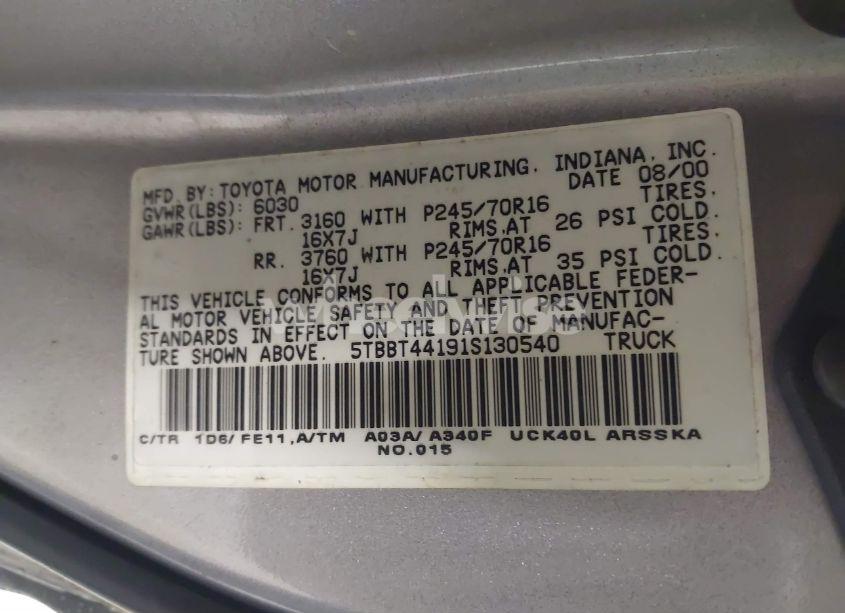 MFD. BY: TOYOTA MOTOR MANUFACTURING, INDIANA, INC.
GVWR(LBS): 6030 DATE 08/00
GAWR(LBS): FRT. 3160 WITH P245/70R16 TIRES.
16X7J RIMS,AT 26 PSI COLD.
RR. 3760 WITH P245/70R16 TIRES.
16X7J RIMS,AT 35 PSI COLD.
THIS VEHICLE CONFORMS TO ALL APPLICABLE FEDER-
AL MOTOR VEHICLE SAFETY AND THEFT PREVENTION
STANDARDS IN EFFECT ON THE DATE OF MANUFAC-
TURE SHOWN ABOVE. 5TBBT44191S130540 TRUCK
C/TR 1D6/FE11,A/TM A03A/A340F UCK40L ARSSKA
NO.015